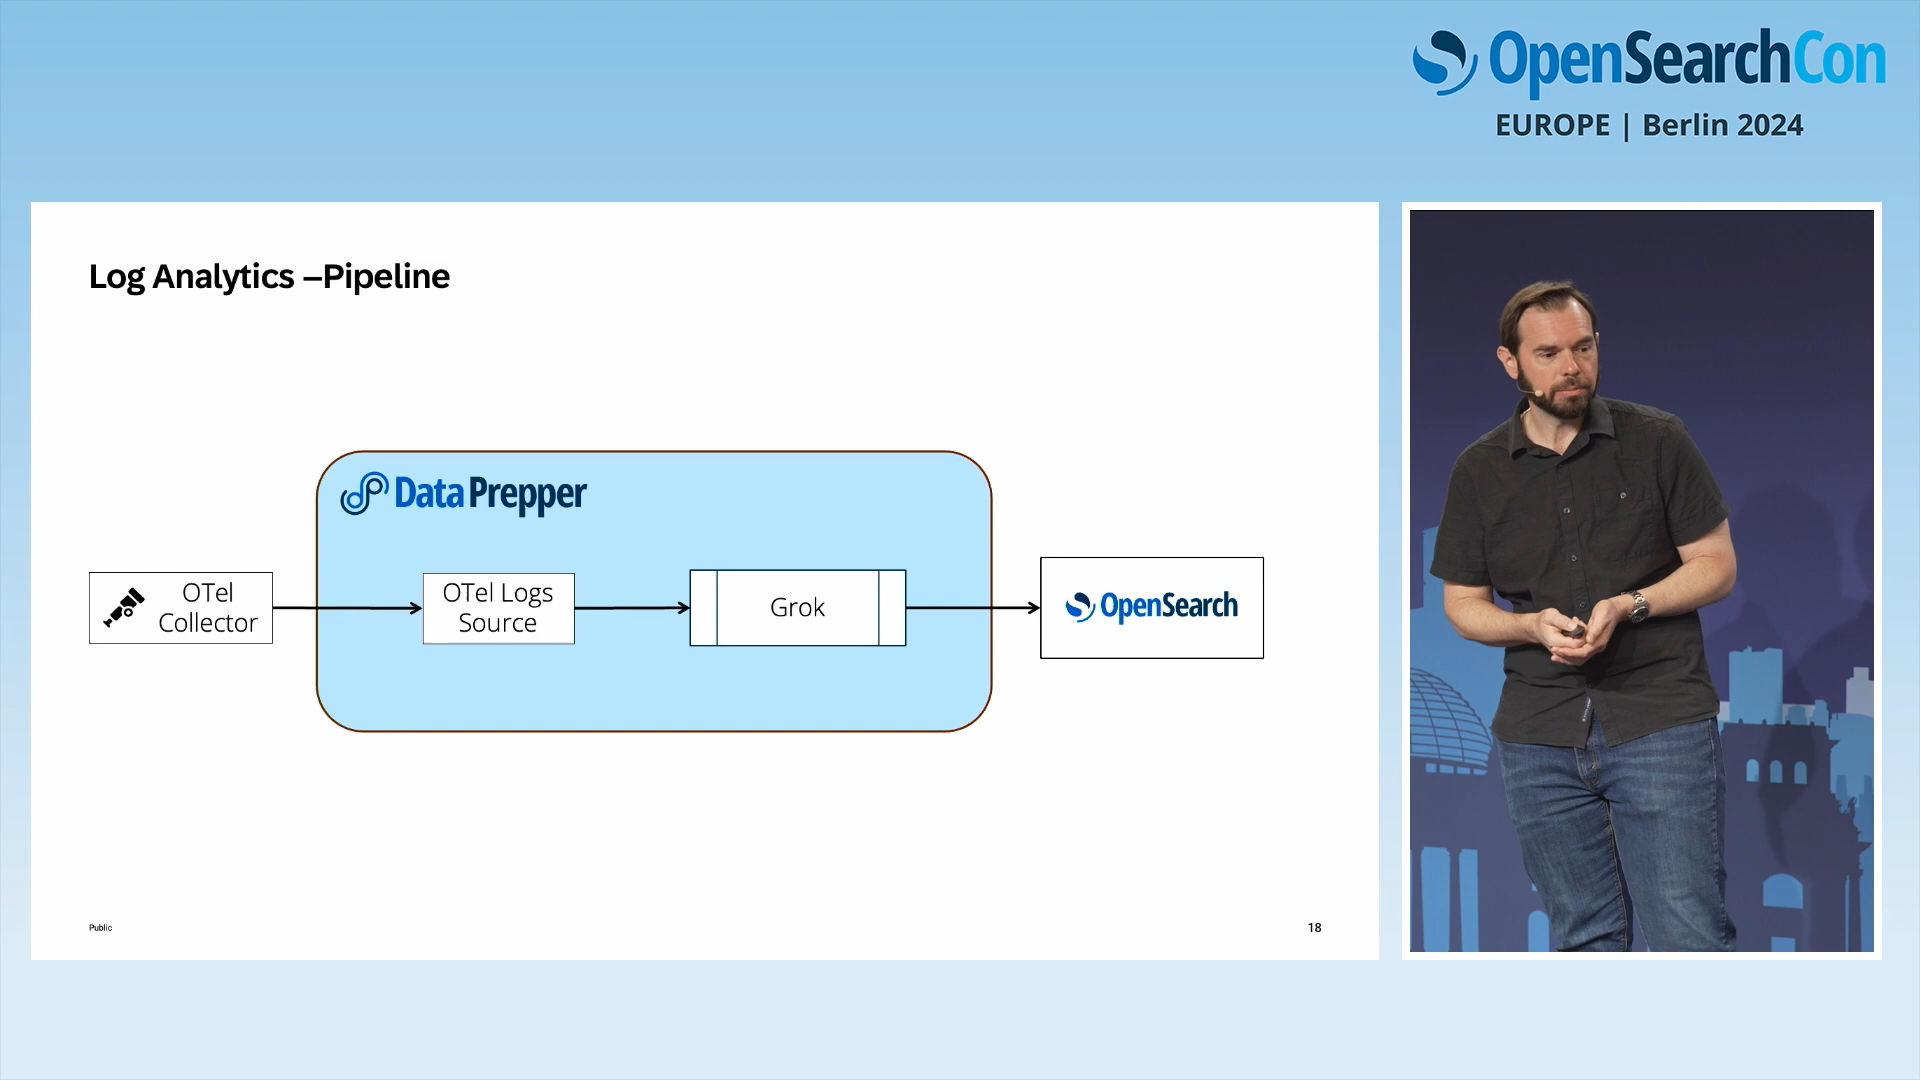 OpenSearchCon
EUROPE | Berlin 2024
Log Analytics –Pipeline
Data Prepper
OTel
Collector
OTel Logs
Source
Grok
OpenSearch
Public
18